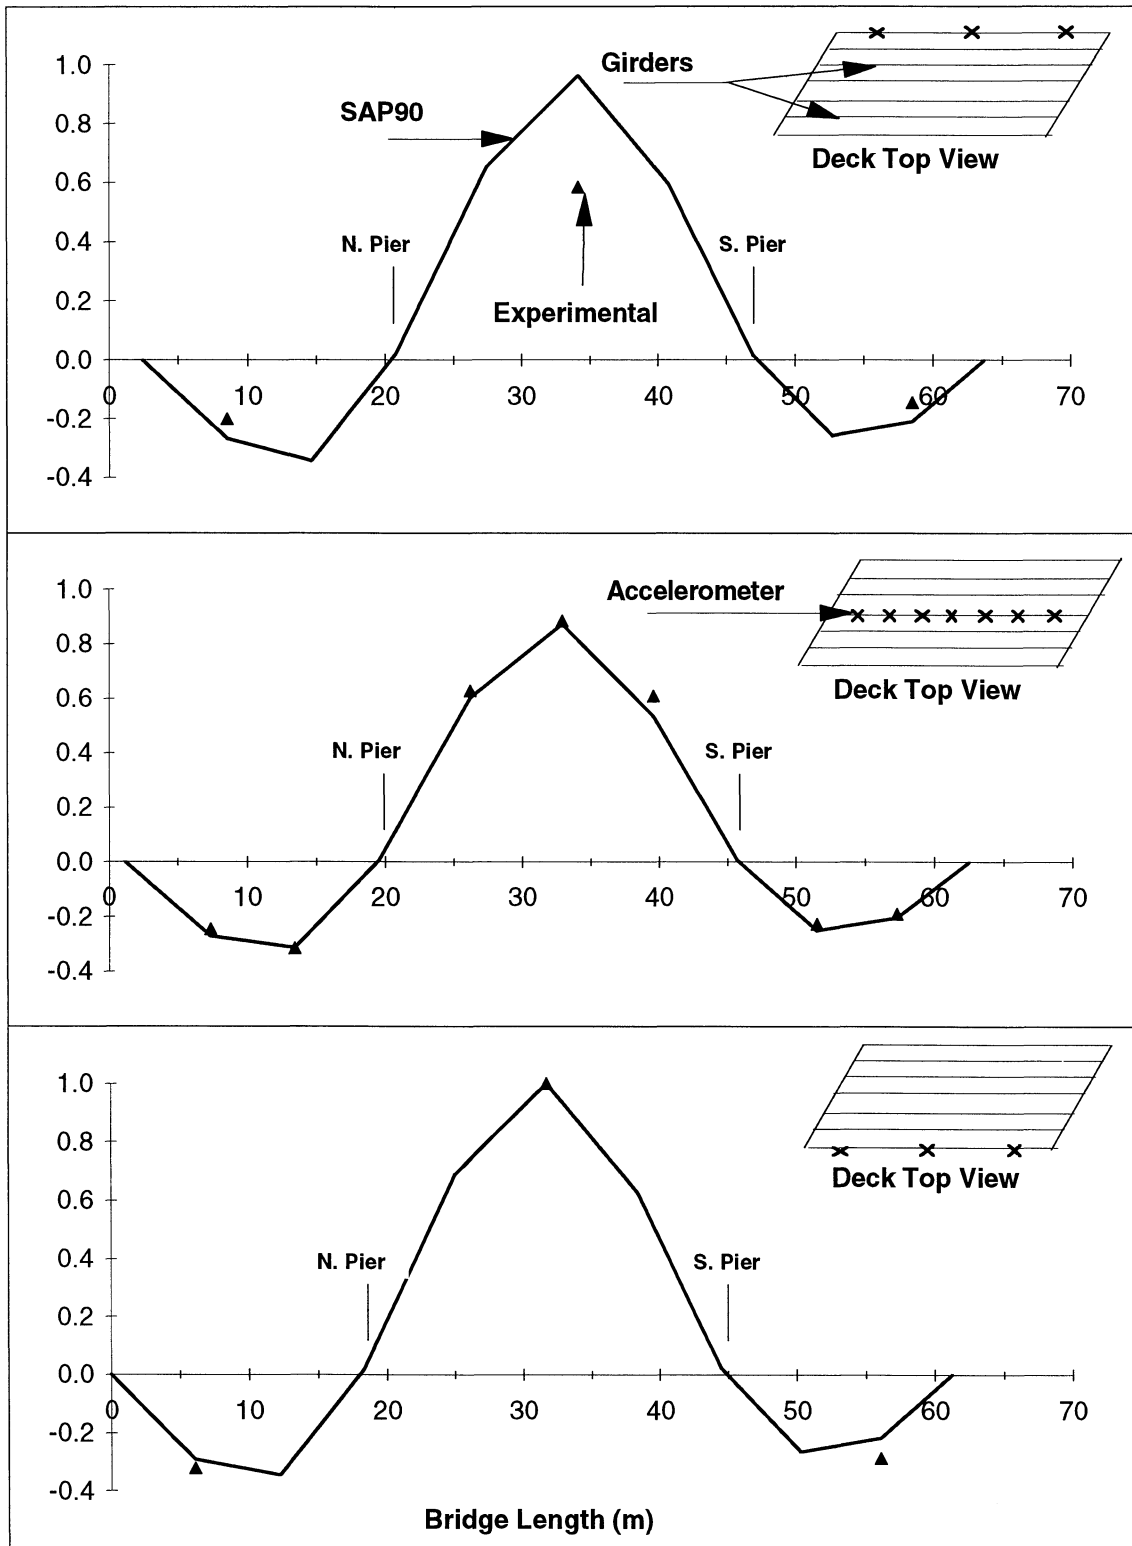 1.0
Girders
SAP90
0.8
Deck Top View
0.6
N. Pier
S. Pier
0.4
0.2
Experimental
0.0
10 20 30 40 50 60 70
0
-0.2
-0.4
1.0
Accelerometer
0.8
Deck Top View
0.6
N. Pier
S. Pier
0.4
0.2
0.0
0 10 20 30 40 50 60 70
-0.2
-0.4
1.0
0.8
Deck Top View
0.6
0.4
N. Pier
S. Pier
0.2
0.0
0 10 20 30 40 50 60 70
-0.2
-0.4
Bridge Length (m)